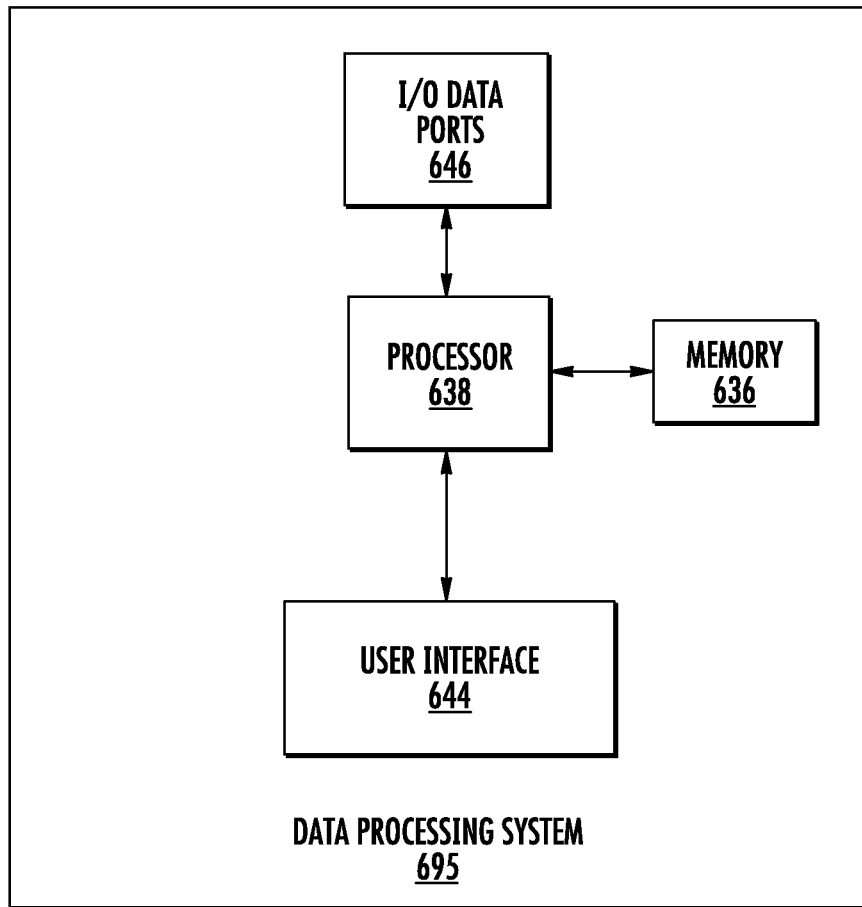 I/O DATA
PORTS
646
PROCESSOR
638
MEMORY
636
USER INTERFACE
644
DATA PROCESSING SYSTEM
695